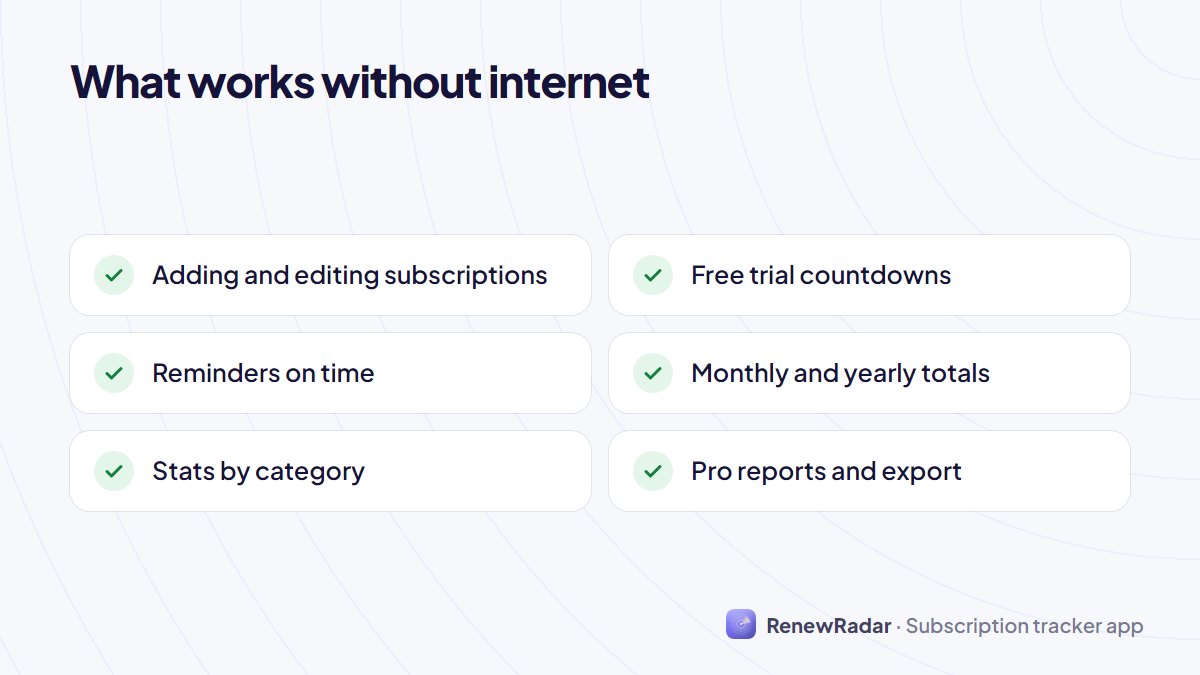 What works without internet
Adding and editing subscriptions
Free trial countdowns
Reminders on time
Monthly and yearly totals
Stats by category
Pro reports and export
RenewRadar · Subscription tracker app